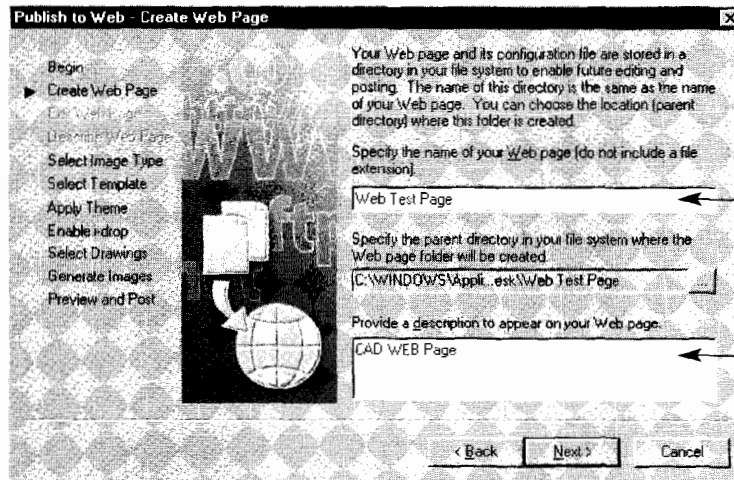 Publish to Web - Create Web Page
Begin
Create Web Page
Edit Web Page
Describe Web Page
Select Image Type
Select Template
Apply Theme
Enable i-drop
Select Drawings
Generate Images
Preview and Post
Your Web page and its configuration file are stored in a
directory in your file system to enable future editing and
posting. The name of this directory is the same as the name
of your Web page. You can choose the location (parent
directory) where this folder is created.
Specify the name of your Web page (do not include a file
extension).
Web Test Page
Specify the parent directory in your file system where the
Web page folder will be created.
C:\WINDOWS\Appli...esk\Web Test Page
...
Provide a description to appear on your Web page.
CAD WEB Page
< Back
Next >
Cancel